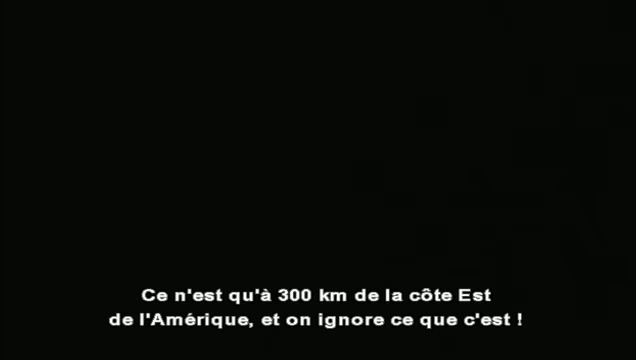 Ce n'est qu'à 300 km de la côte Est
de l'Amérique, et on ignore ce que c'est !